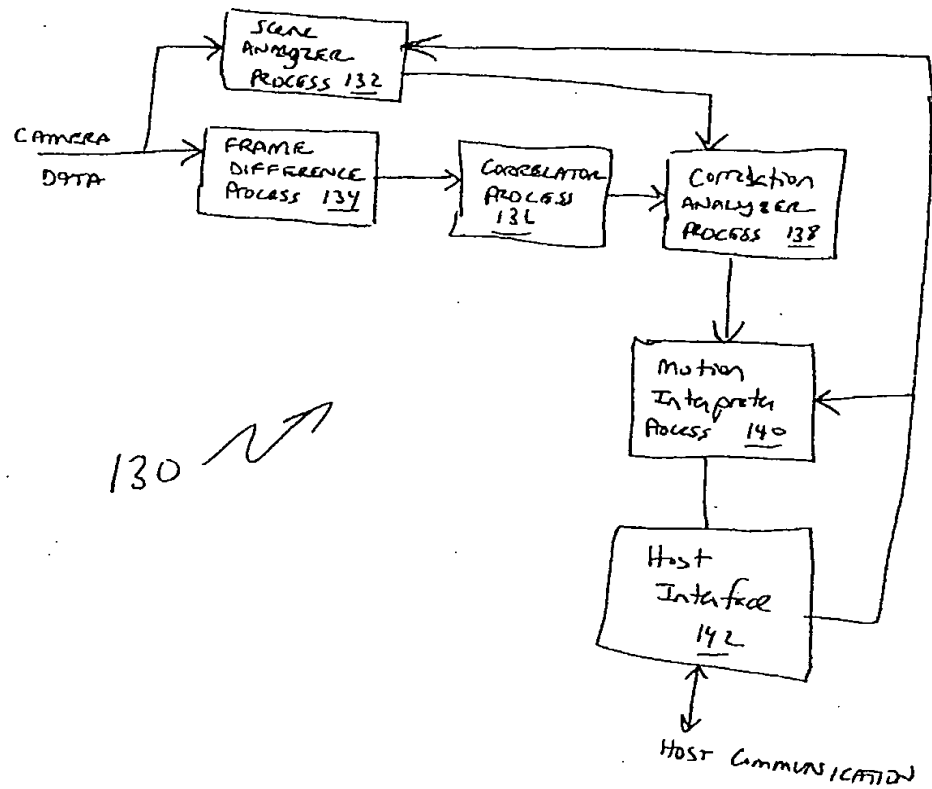 Scene
Analyzer
Process 132
Camera
Data
Frame
Difference
Process 134
Correlator
Process
136
Correlation
Analyzer
Process 138
Motion
Interpreter
Process 140
130
Host
Interface
142
Host Communication